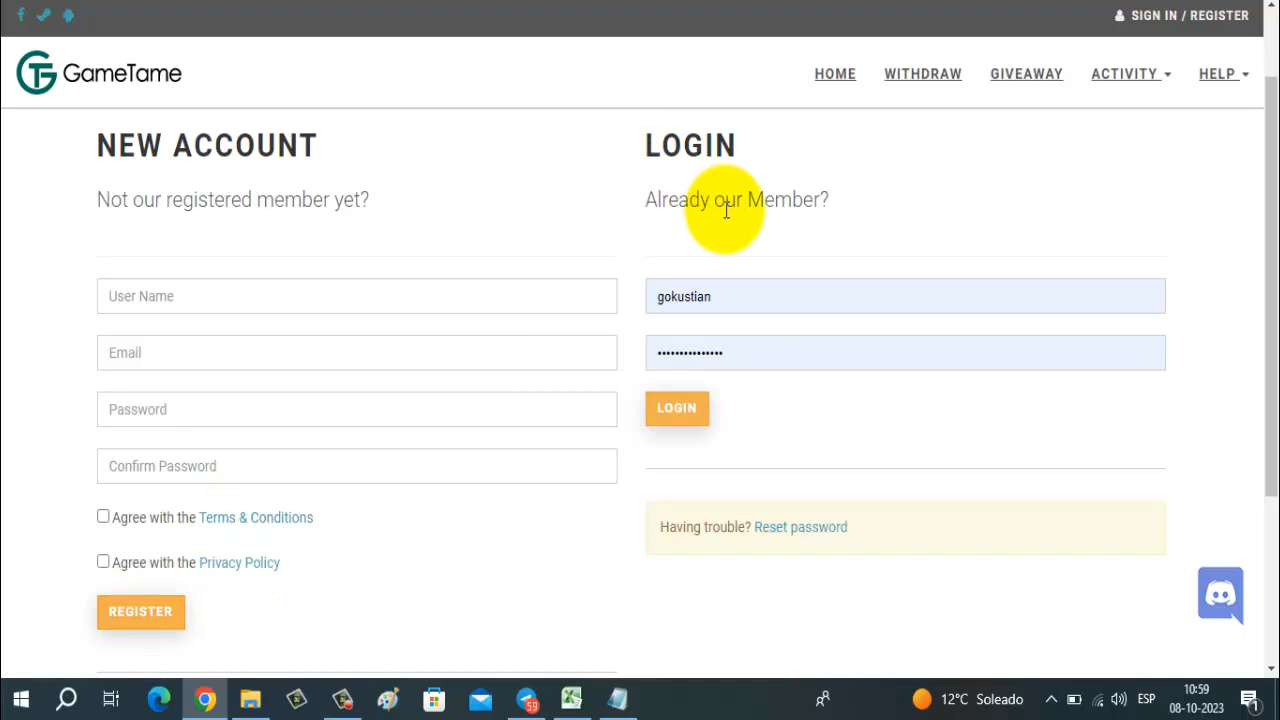 SIGN IN / REGISTER
GameTame
HOME WITHDRAW GIVEAWAY ACTIVITY HELP
NEW ACCOUNT
Not our registered member yet?
User Name
Email
Password
Confirm Password
Agree with the Terms & Conditions
Agree with the Privacy Policy
REGISTER
LOGIN
Already our Member?
gokustian
•••••••••••••••
LOGIN
Having trouble? Reset password
59
12°C Soleado
ESP
10:59
08-10-2023
1